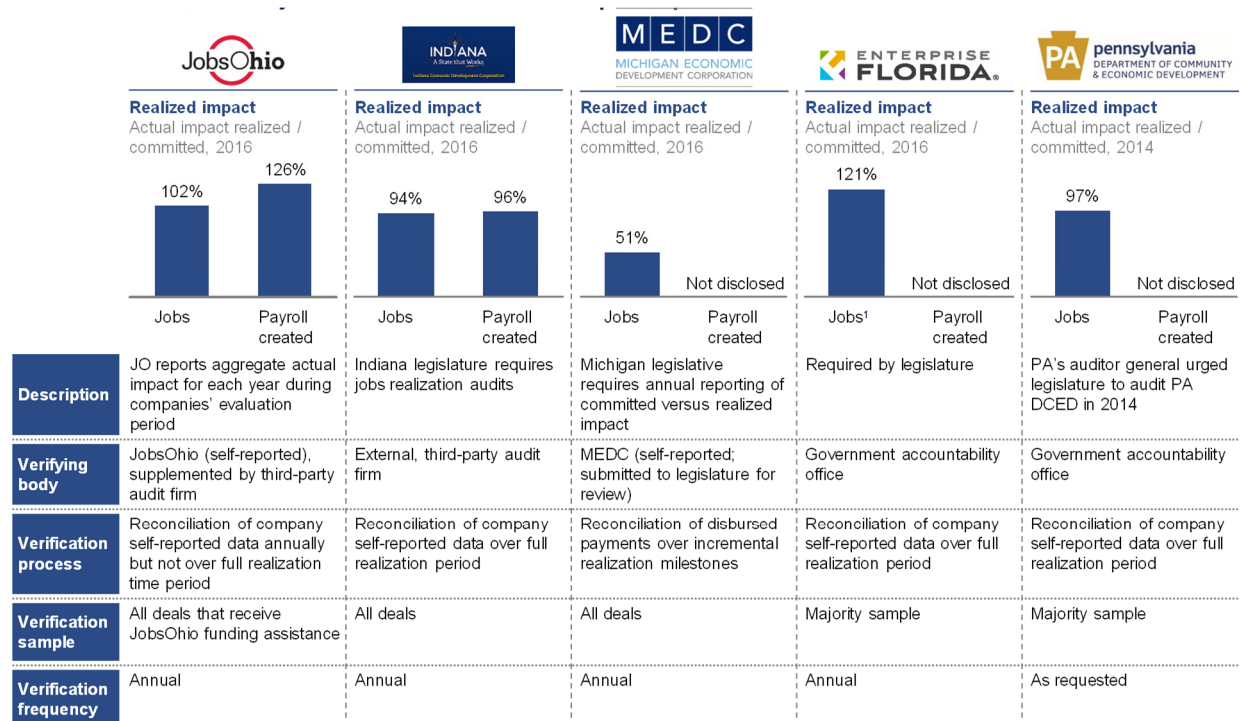 JobsOhio
INDIANA
A State that Works
Indiana Economic Development Corporation
MEDC
MICHIGAN ECONOMIC
DEVELOPMENT CORPORATION
ENTERPRISE
FLORIDA®
PA
pennsylvania
DEPARTMENT OF COMMUNITY
& ECONOMIC DEVELOPMENT
Realized impact
Actual impact realized /
committed, 2016
102%
126%
Jobs
Payroll
created
Realized impact
Actual impact realized /
committed, 2016
94%
96%
Jobs
Payroll
created
Realized impact
Actual impact realized /
committed, 2016
51%
Not disclosed
Jobs
Payroll
created
Realized impact
Actual impact realized /
committed, 2016
121%
Not disclosed
Jobs¹
Payroll
created
Realized impact
Actual impact realized /
committed, 2014
97%
Not disclosed
Jobs
Payroll
created
Description
JO reports aggregate actual
impact for each year during
companies' evaluation
period
Indiana legislature requires
jobs realization audits
Michigan legislative
requires annual reporting of
committed versus realized
impact
Required by legislature
PA's auditor general urged
legislature to audit PA
DCED in 2014
Verifying
body
JobsOhio (self-reported),
supplemented by third-party
audit firm
External, third-party audit
firm
MEDC (self-reported;
submitted to legislature for
review)
Government accountability
office
Government accountability
office
Verification
process
Reconciliation of company
self-reported data annually
but not over full realization
time period
Reconciliation of company
self-reported data over full
realization period
Reconciliation of disbursed
payments over incremental
realization milestones
Reconciliation of company
self-reported data over full
realization period
Reconciliation of company
self-reported data over full
realization period
Verification
sample
All deals that receive
JobsOhio funding assistance
All deals
All deals
Majority sample
Majority sample
Verification
frequency
Annual
Annual
Annual
Annual
As requested